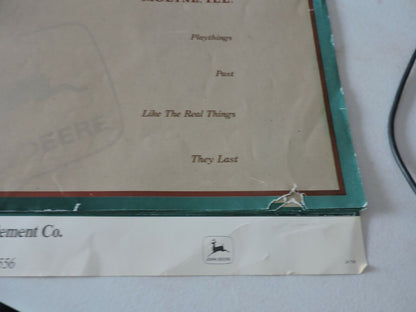 MOLINE, ILL.
Playthings
Past
Like The Real Things
They Last
DEERE
ement Co.
556
JOHN DEERE